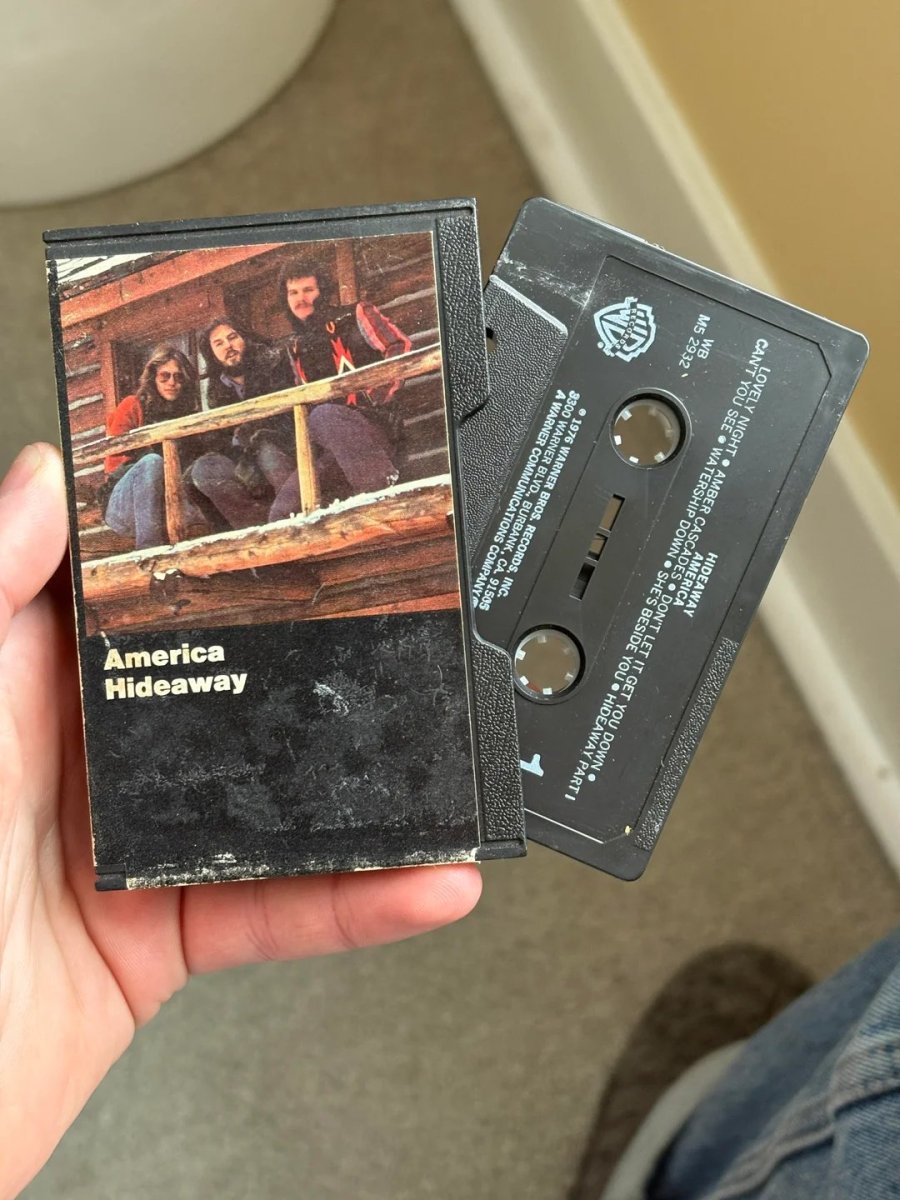 America
Hideaway
WB
RECORDS
WB
M5 2932
HIDEAWAY
AMERICA
LOVELY NIGHT • AMBER CASCADES • DON'T LET IT GET YOU DOWN •
CAN'T YOU SEE • WATERSHIP DOWN • SHE'S BESIDE YOU • HIDEAWAY PART I
1
℗ 1976 WARNER BROS. RECORDS, INC.
3300 WARNER BLVD., BURBANK, CA. 91505
A WARNER COMMUNICATIONS COMPANY